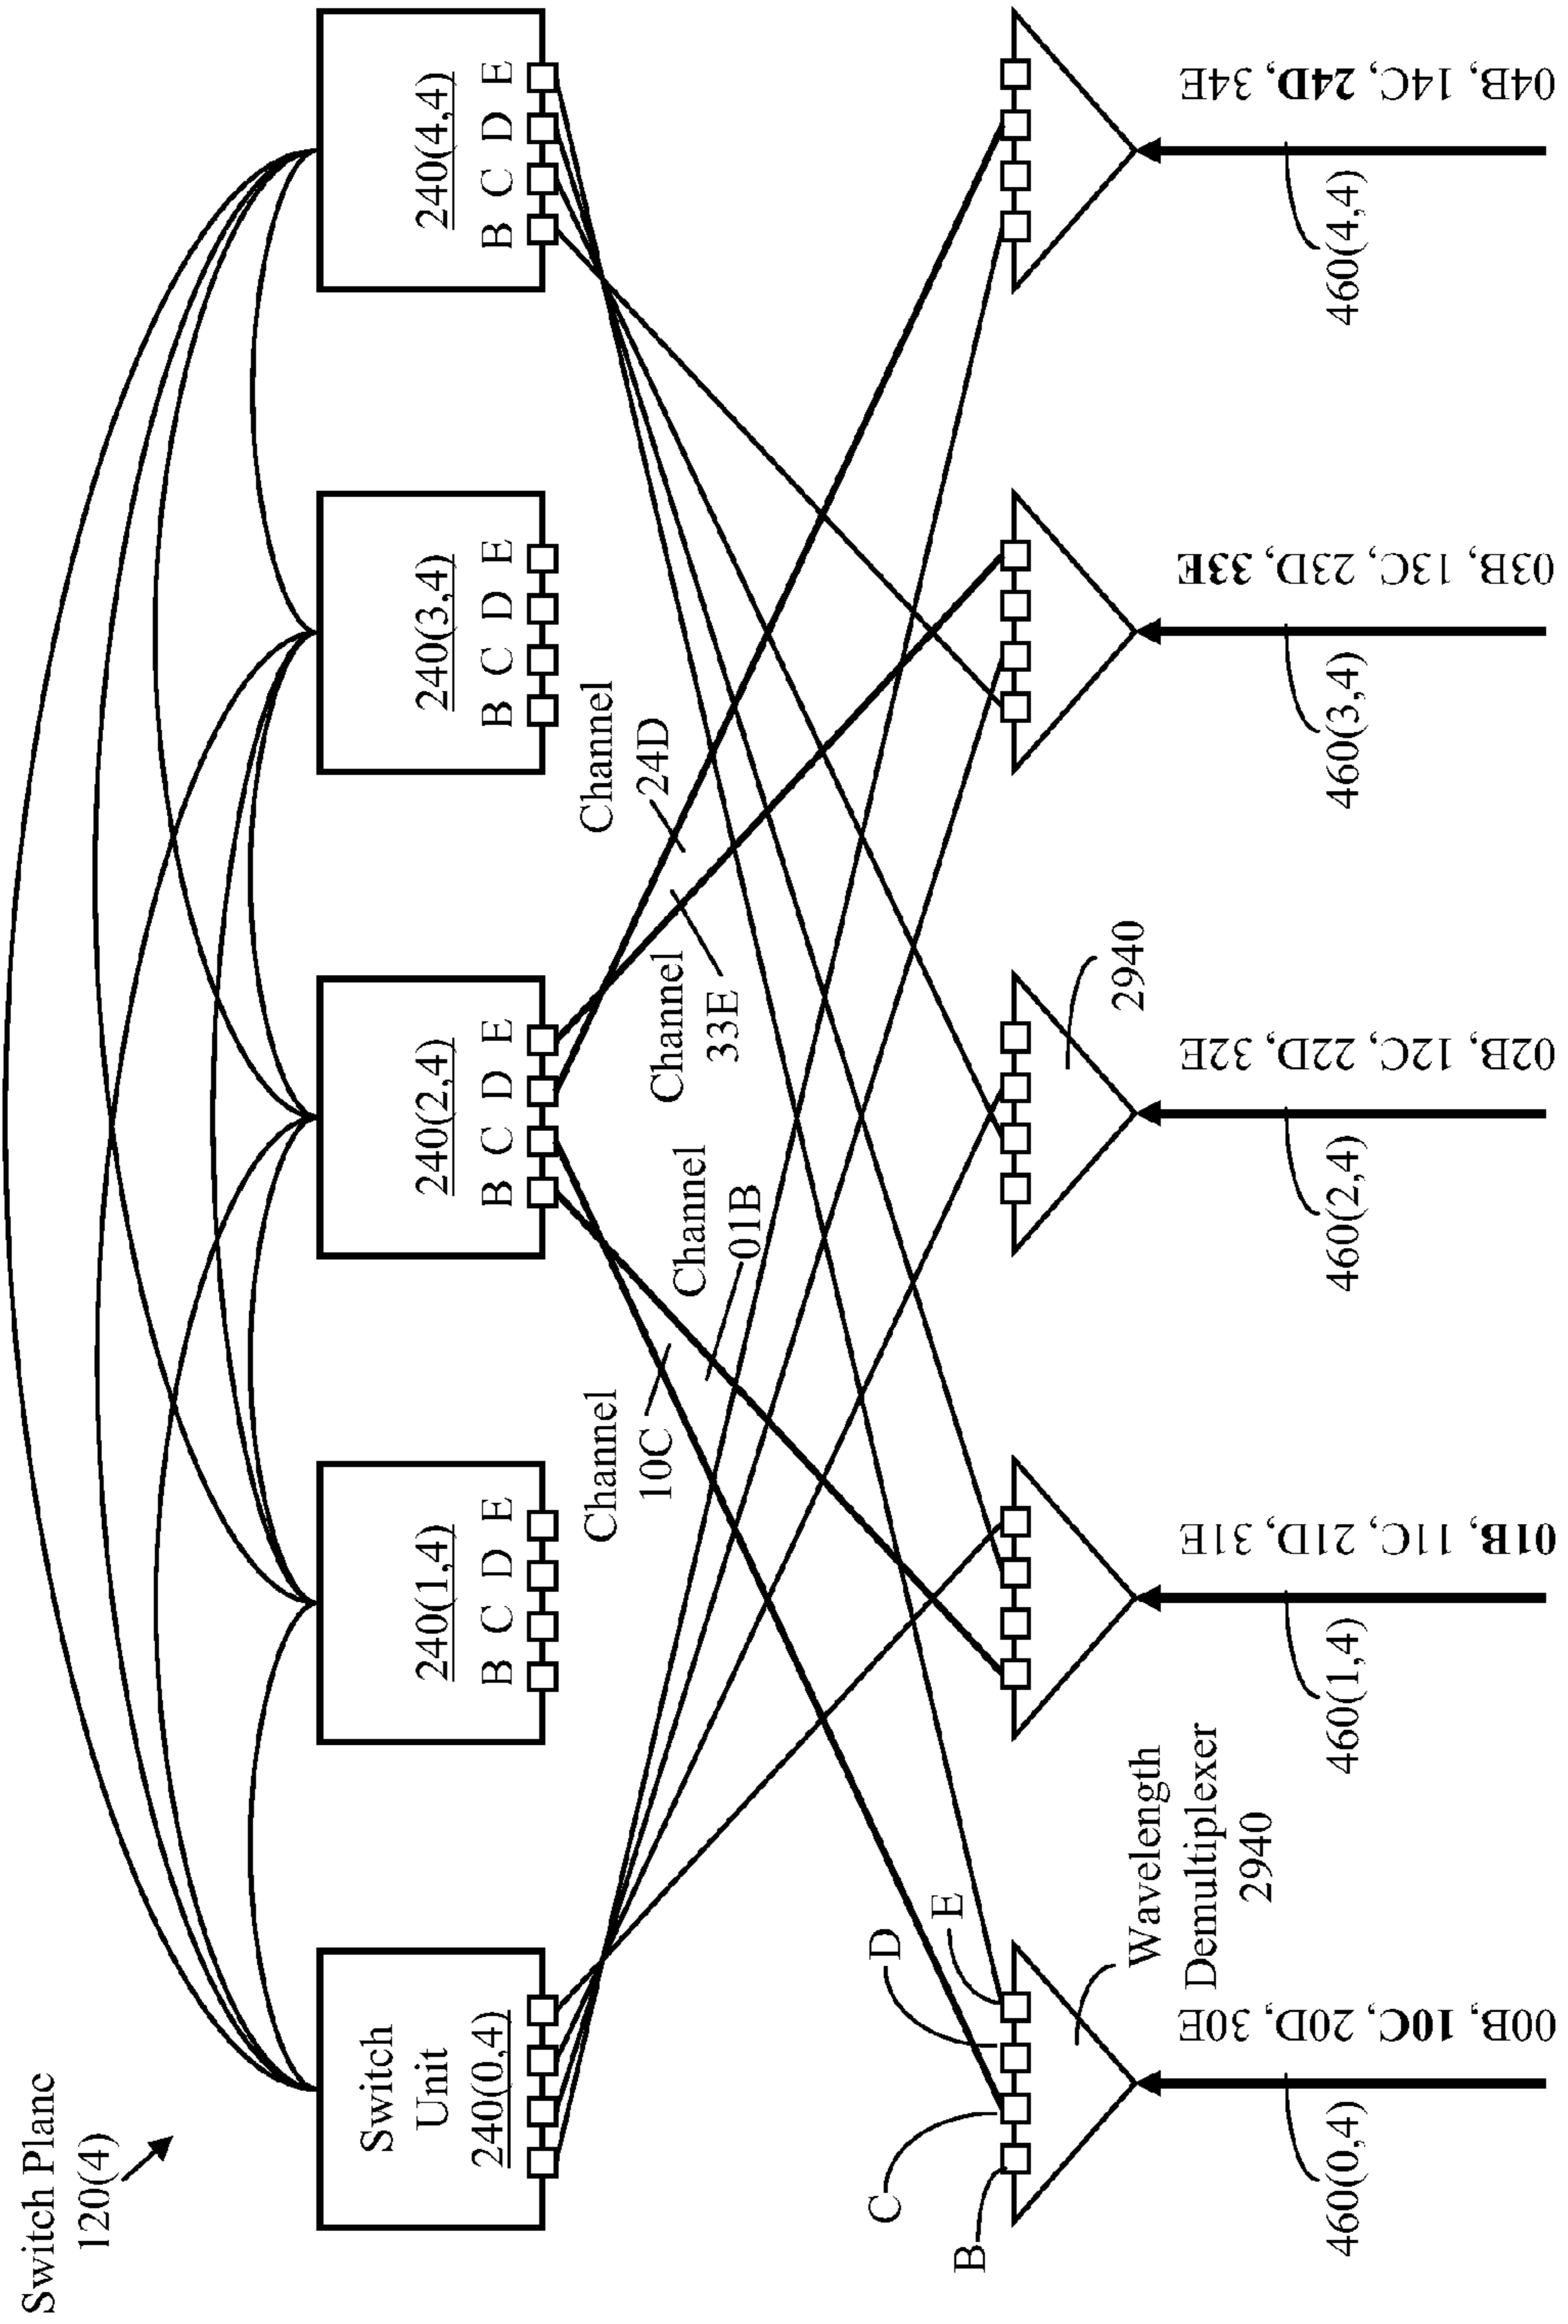 Switch Plane
120(4)
Switch
Unit
240(0,4)
240(1,4)
B C D E
240(2,4)
B C D E
240(3,4)
B C D E
240(4,4)
B C D E
Channel
10C
Channel
01B
Channel
33E
Channel
24D
B
C
D
E
Wavelength
Demultiplexer
2940
2940
460(0,4)
00B, 10C, 20D, 30E
460(1,4)
01B, 11C, 21D, 31E
460(2,4)
02B, 12C, 22D, 32E
460(3,4)
03B, 13C, 23D, 33E
460(4,4)
04B, 14C, 24D, 34E